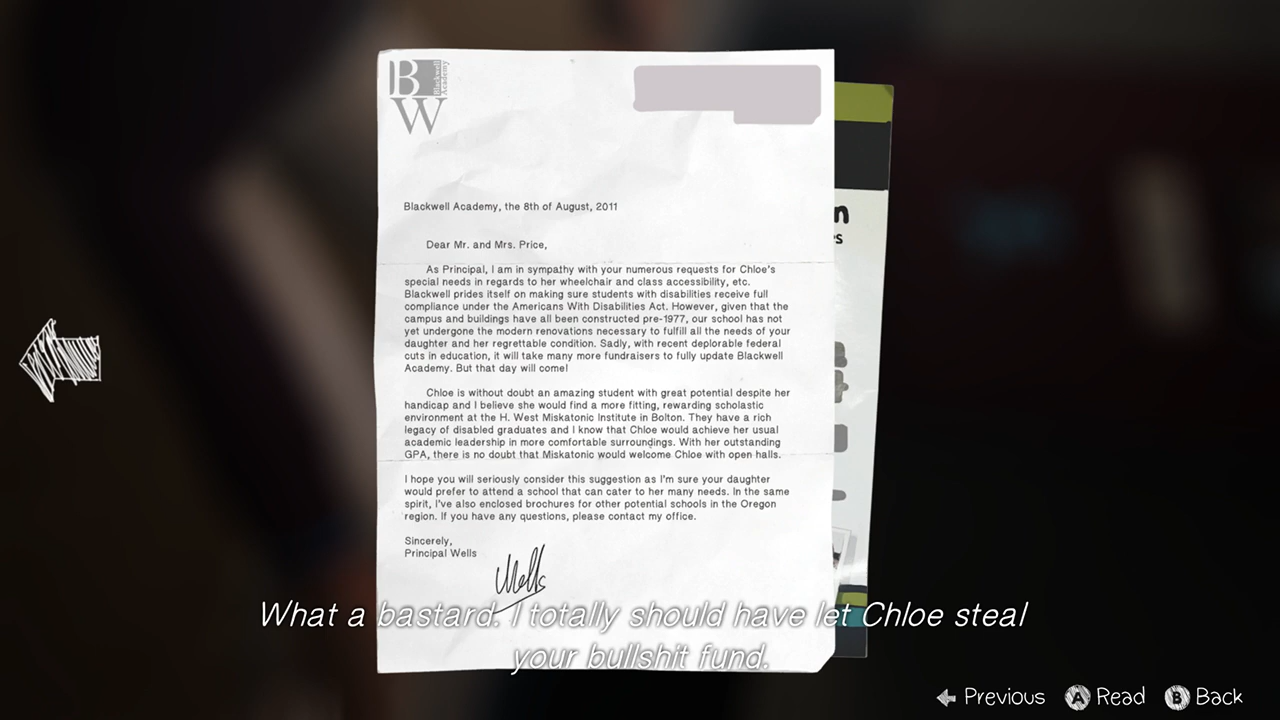 B
Blackwell
Academy
W
Blackwell Academy, the 8th of August, 2011
Dear Mr. and Mrs. Price,
As Principal, I am in sympathy with your numerous requests for Chloe's
special needs in regards to her wheelchair and class accessibility, etc.
Blackwell prides itself on making sure students with disabilities receive full
compliance under the Americans With Disabilities Act. However, given that the
campus and buildings have all been constructed pre-1977, our school has not
yet undergone the modern renovations necessary to fulfill all the needs of your
daughter and her regrettable condition. Sadly, with recent deplorable federal
cuts in education, it will take many more fundraisers to fully update Blackwell
Academy. But that day will come!
Chloe is without doubt an amazing student with great potential despite her
handicap and I believe she would find a more fitting, rewarding scholastic
environment at the H. West Miskatonic Institute in Bolton. They have a rich
legacy of disabled graduates and I know that Chloe would achieve her usual
academic leadership in more comfortable surroundings. With her outstanding
GPA, there is no doubt that Miskatonic would welcome Chloe with open halls.
I hope you will seriously consider this suggestion as I'm sure your daughter
would prefer to attend a school that can cater to her many needs. In the same
spirit, I've also enclosed brochures for other potential schools in the Oregon
region. If you have any questions, please contact my office.
Sincerely,
Principal Wells
Wells
What a bastard. I totally should have let Chloe steal
your bullshit fund.
Previous A Read B Back